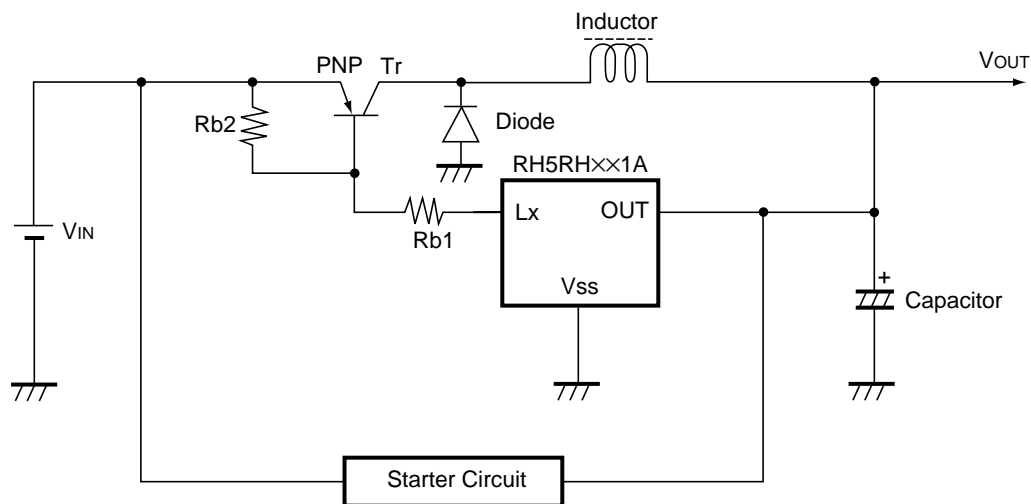 Inductor
PNP Tr
VOUT
Rb2
Diode
RH5RH××1A
Lx
OUT
Rb1
VIN
Vss
+
Capacitor
Starter Circuit